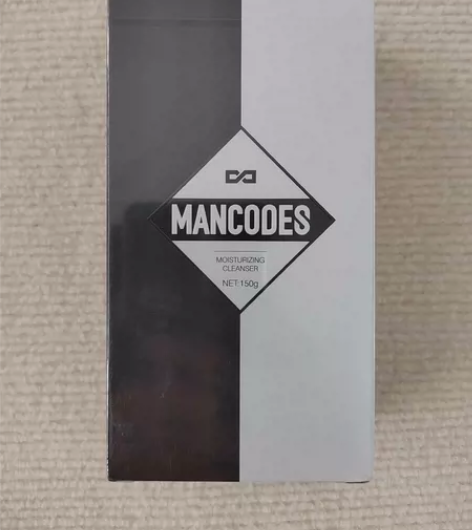 MANCODES
MOISTURIZING
CLEANSER
NET:150g